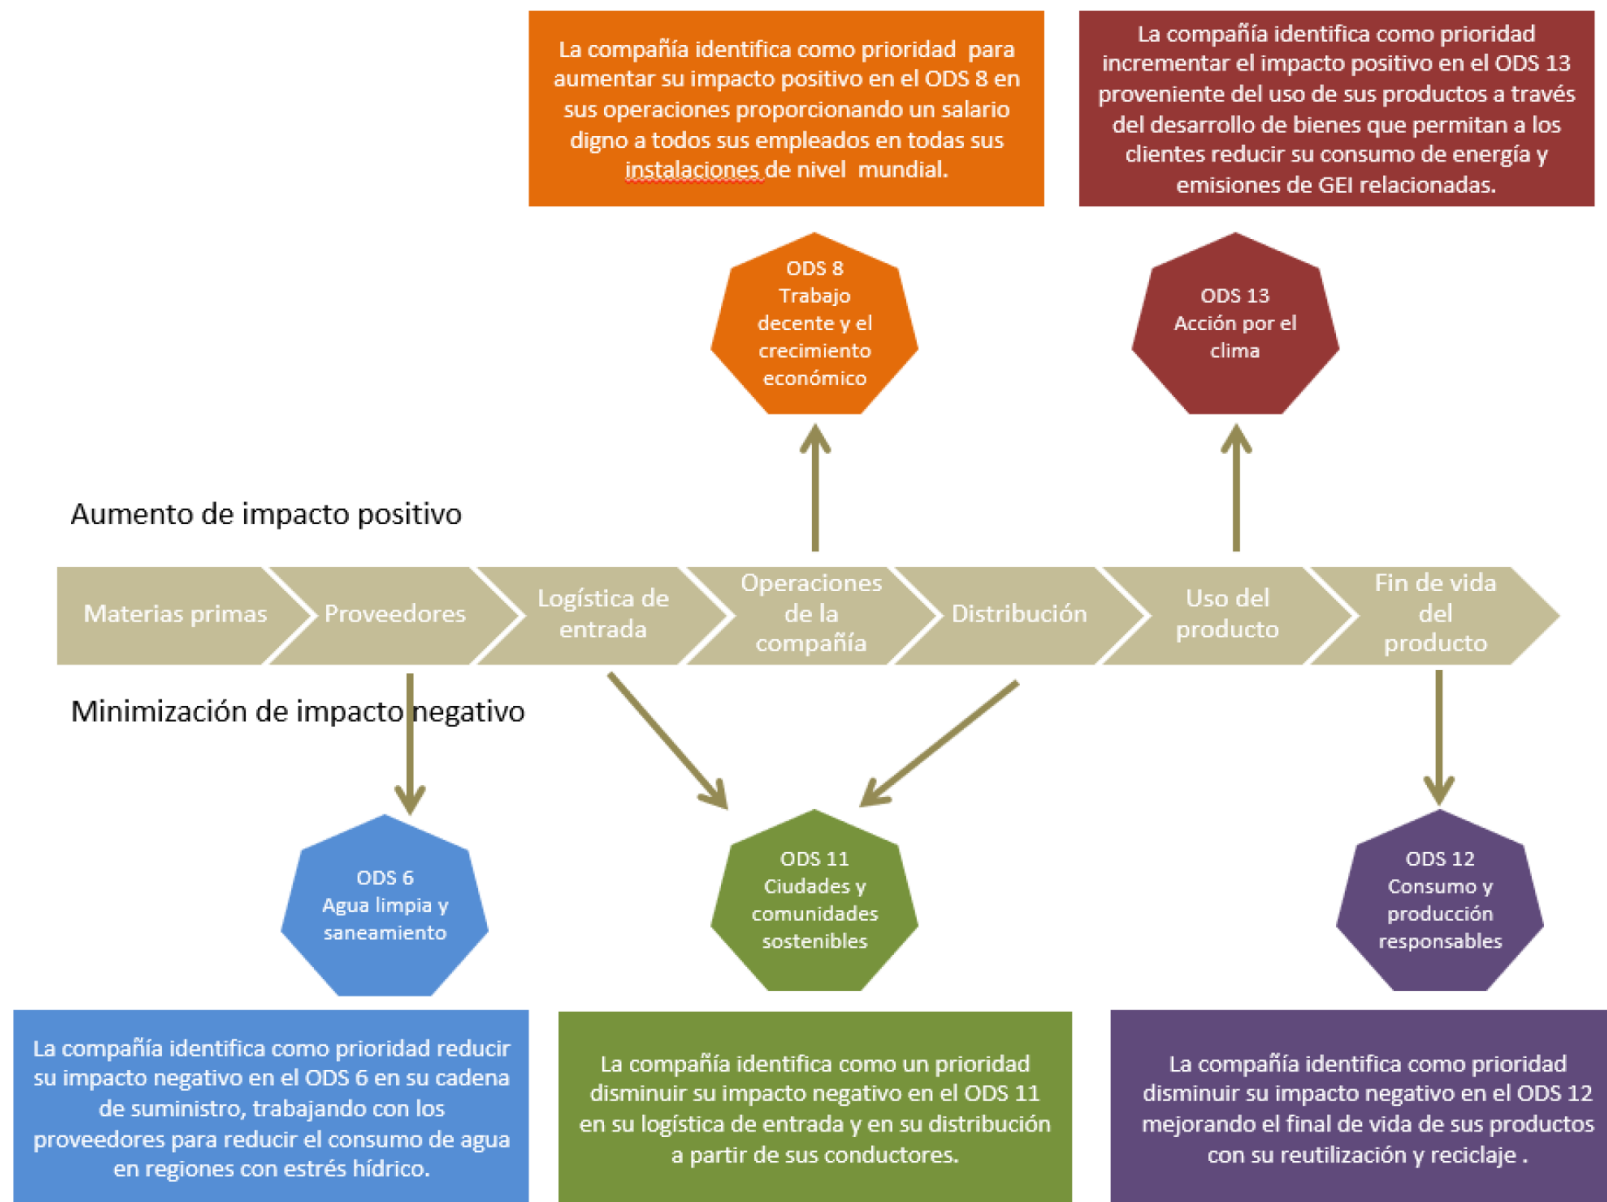 La compañía identifica como prioridad  para
aumentar su impacto positivo en el ODS 8 en
sus operaciones proporcionando un salario
digno a todos sus empleados en todas sus
instalaciones de nivel  mundial.
La compañía identifica como prioridad
incrementar el impacto positivo en el ODS 13
proveniente del uso de sus productos a través
del desarrollo de bienes que permitan a los
clientes reducir su consumo de energía y
emisiones de GEI relacionadas.
ODS 8
Trabajo
decente y el
crecimiento
económico
ODS 13
Acción por el
clima
Aumento de impacto positivo
Materias primas
Proveedores
Logística de
entrada
Operaciones
de la
compañía
Distribución
Uso del
producto
Fin de vida
del
producto
Minimización de impacto negativo
ODS 6
Agua limpia y
saneamiento
ODS 11
Ciudades y
comunidades
sostenibles
ODS 12
Consumo y
producción
responsables
La compañía identifica como prioridad reducir
su impacto negativo en el ODS 6 en su cadena
de suministro, trabajando con los
proveedores para reducir el consumo de agua
en regiones con estrés hídrico.
La compañía identifica como un prioridad
disminuir su impacto negativo en el ODS 11
en su logística de entrada y en su distribución
a partir de sus conductores.
La compañía identifica como prioridad
disminuir su impacto negativo en el ODS 12
mejorando el final de vida de sus productos
con su reutilización y reciclaje .